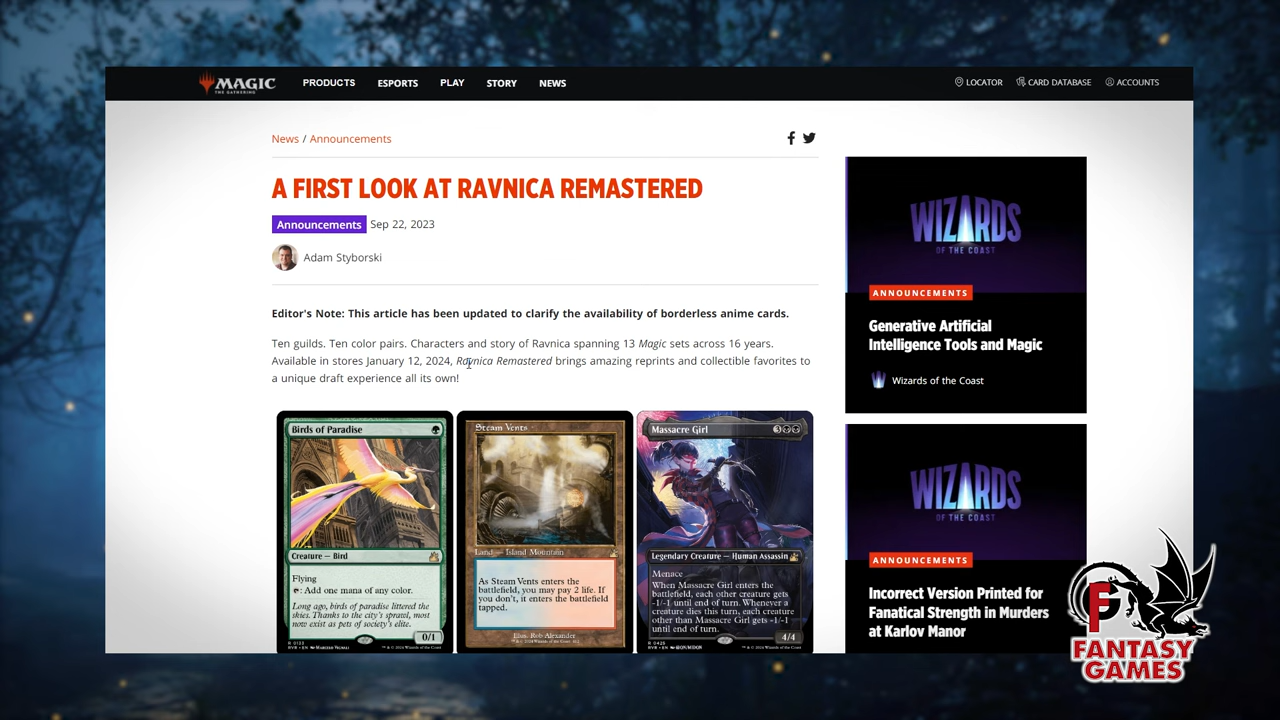 MAGIC
THE GATHERING
PRODUCTS
ESPORTS
PLAY
STORY
NEWS
LOCATOR
CARD DATABASE
ACCOUNTS
News / Announcements
A FIRST LOOK AT RAVNICA REMASTERED
Announcements Sep 22, 2023
Adam Styborski
Editor's Note: This article has been updated to clarify the availability of borderless anime cards.
Ten guilds. Ten color pairs. Characters and story of Ravnica spanning 13 Magic sets across 16 years.
Available in stores January 12, 2024, Ravnica Remastered brings amazing reprints and collectible favorites to
a unique draft experience all its own!
Birds of Paradise
Creature — Bird
Flying
: Add one mana of any color.
Long ago, birds of paradise littered the
skies. Thanks to the city's sprawl, most
now exist as pets of society's elite.
0/1
Steam Vents
Land — Island Mountain
As Steam Vents enters the
battlefield, you may pay 2 life. If
you don't, it enters the battlefield
tapped.
Illus. Rob Alexander
Massacre Girl
3
Legendary Creature — Human Assassin
Menace
When Massacre Girl enters the
battlefield, each other creature gets
-1/-1 until end of turn. Whenever a
creature dies this turn, each creature
other than Massacre Girl gets -1/-1
until end of turn.
4/4
WIZARDS
OF THE COAST
ANNOUNCEMENTS
Generative Artificial
Intelligence Tools and Magic
Wizards of the Coast
WIZARDS
OF THE COAST
ANNOUNCEMENTS
Incorrect Version Printed for
Fanatical Strength in Murders
at Karlov Manor
F
FANTASY
GAMES